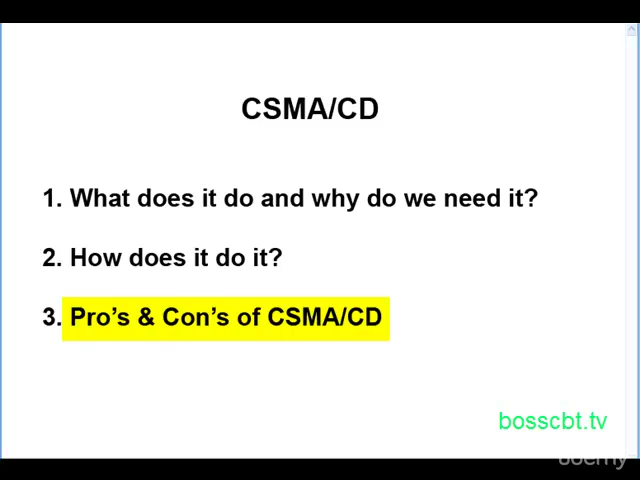 CSMA/CD
1. What does it do and why do we need it?
2. How does it do it?
3. Pro's & Con's of CSMA/CD
bosscbt.tv